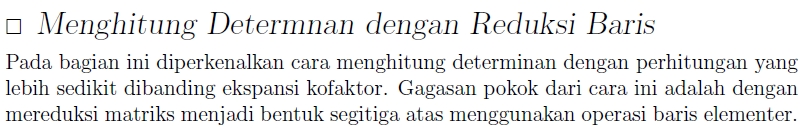 □ Menghitung Determnan dengan Reduksi Baris
Pada bagian ini diperkenalkan cara menghitung determinan dengan perhitungan yang
lebih sedikit dibanding ekspansi kofaktor. Gagasan pokok dari cara ini adalah dengan
mereduksi matriks menjadi bentuk segitiga atas menggunakan operasi baris elementer.